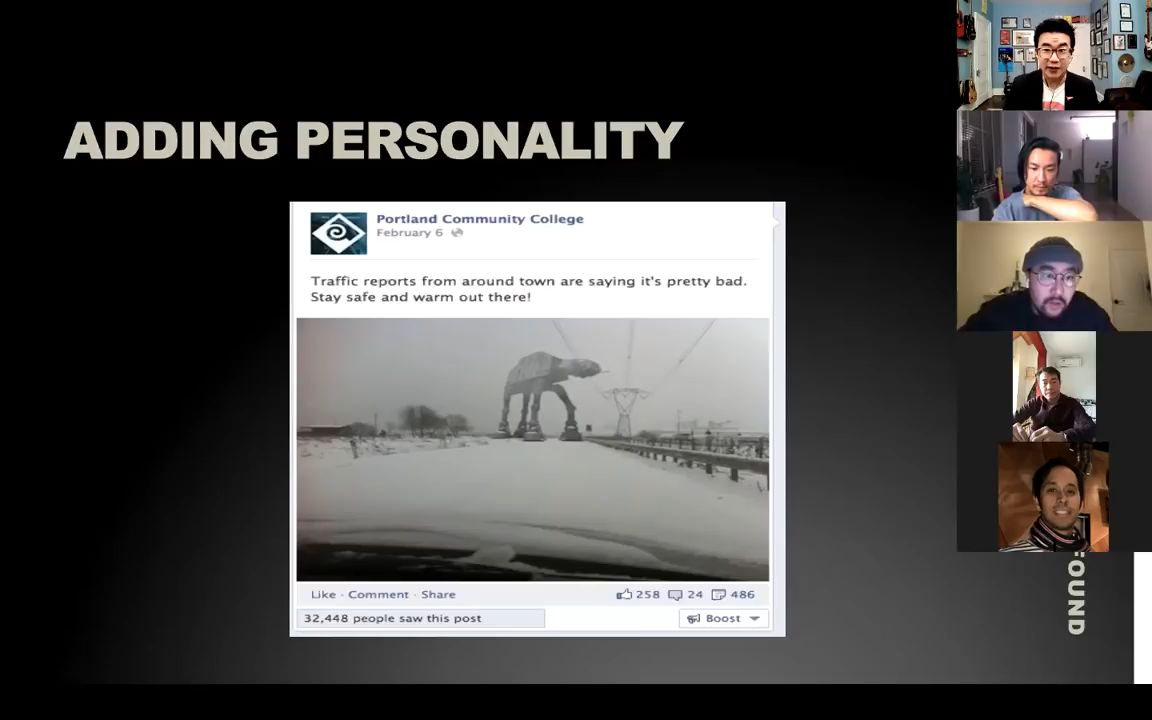 ADDING PERSONALITY
Portland Community College
February 6
Traffic reports from around town are saying it's pretty bad.
Stay safe and warm out there!
Like · Comment · Share
258 24 486
32,448 people saw this post
Boost
FOUND